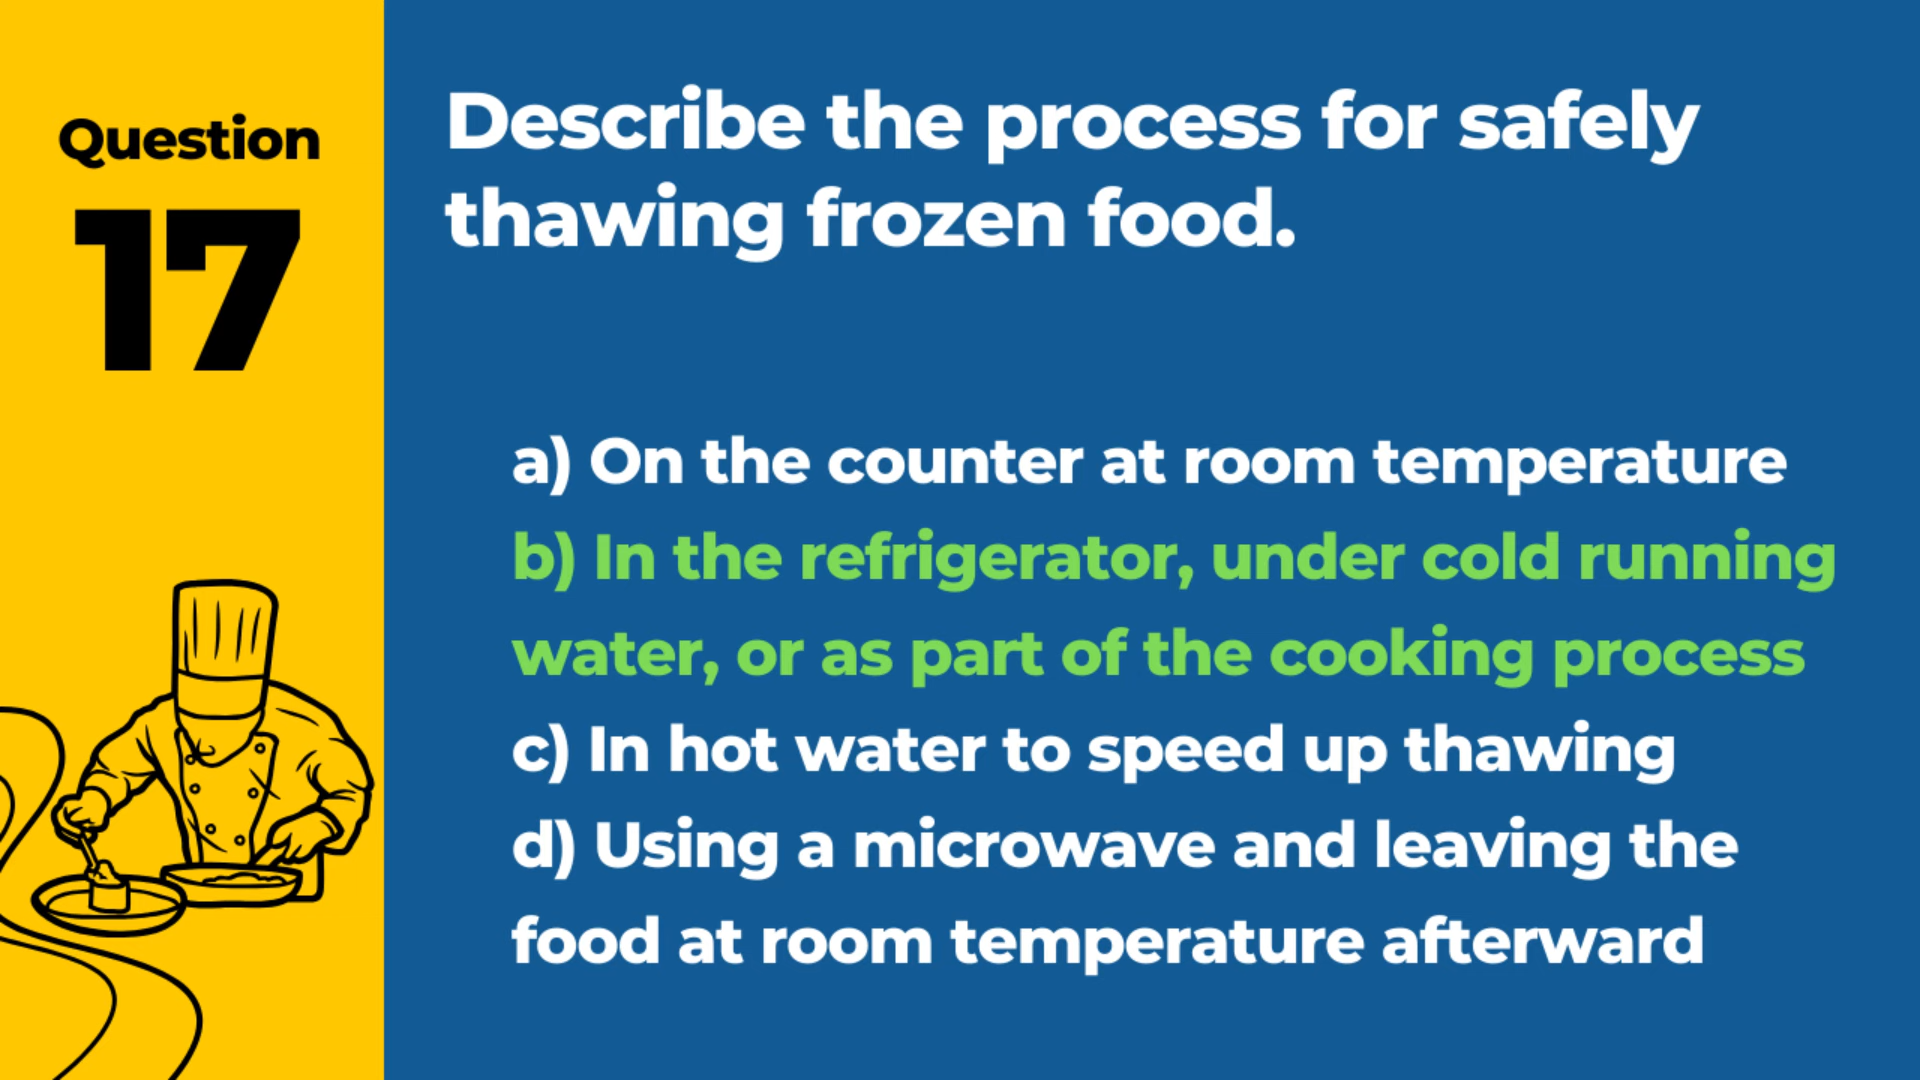 Question
17
Describe the process for safely
thawing frozen food.
a) On the counter at room temperature
b) In the refrigerator, under cold running
water, or as part of the cooking process
c) In hot water to speed up thawing
d) Using a microwave and leaving the
food at room temperature afterward